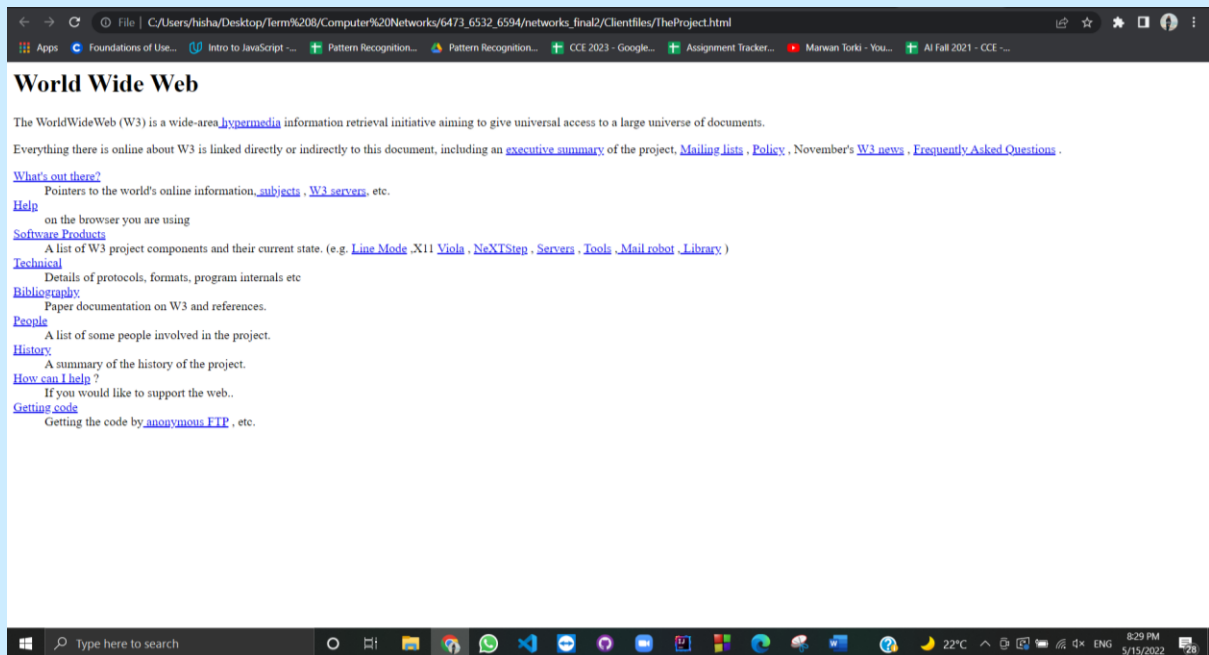 File | C:/Users/hisha/Desktop/Term%208/Computer%20Networks/6473_6532_6594/networks_final2/Clientfiles/TheProject.html
Apps Foundations of Use... Intro to JavaScript -... Pattern Recognition... Pattern Recognition... CCE 2023 - Google... Assignment Tracker... Marwan Torki - You... AI Fall 2021 - CCE -...
World Wide Web
The WorldWideWeb (W3) is a wide-area hypermedia information retrieval initiative aiming to give universal access to a large universe of documents.
Everything there is online about W3 is linked directly or indirectly to this document, including an executive summary of the project, Mailing lists , Policy , November's W3 news , Frequently Asked Questions .
What's out there?
Pointers to the world's online information, subjects , W3 servers, etc.
Help
on the browser you are using
Software Products
A list of W3 project components and their current state. (e.g. Line Mode ,X11 Viola , NeXTStep , Servers , Tools , Mail robot , Library )
Technical
Details of protocols, formats, program internals etc
Bibliography
Paper documentation on W3 and references.
People
A list of some people involved in the project.
History
A summary of the history of the project.
How can I help ?
If you would like to support the web..
Getting code
Getting the code by anonymous FTP , etc.
Type here to search 22°C ENG 8:29 PM
5/15/2022 28